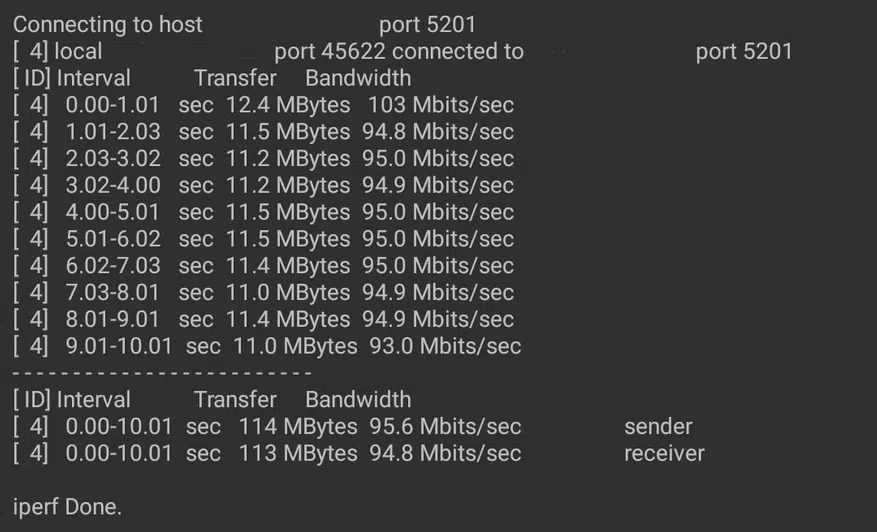 Connecting to host port 5201
[ 4] local port 45622 connected to port 5201
[ ID] Interval Transfer Bandwidth
[ 4] 0.00-1.01 sec 12.4 MBytes 103 Mbits/sec
[ 4] 1.01-2.03 sec 11.5 MBytes 94.8 Mbits/sec
[ 4] 2.03-3.02 sec 11.2 MBytes 95.0 Mbits/sec
[ 4] 3.02-4.00 sec 11.2 MBytes 94.9 Mbits/sec
[ 4] 4.00-5.01 sec 11.5 MBytes 95.0 Mbits/sec
[ 4] 5.01-6.02 sec 11.5 MBytes 95.0 Mbits/sec
[ 4] 6.02-7.03 sec 11.4 MBytes 95.0 Mbits/sec
[ 4] 7.03-8.01 sec 11.0 MBytes 94.9 Mbits/sec
[ 4] 8.01-9.01 sec 11.4 MBytes 94.9 Mbits/sec
[ 4] 9.01-10.01 sec 11.0 MBytes 93.0 Mbits/sec
- - - - - - - - - - - - - - - - - - - - - - - - -
[ ID] Interval Transfer Bandwidth
[ 4] 0.00-10.01 sec 114 MBytes 95.6 Mbits/sec sender
[ 4] 0.00-10.01 sec 113 MBytes 94.8 Mbits/sec receiver
iperf Done.